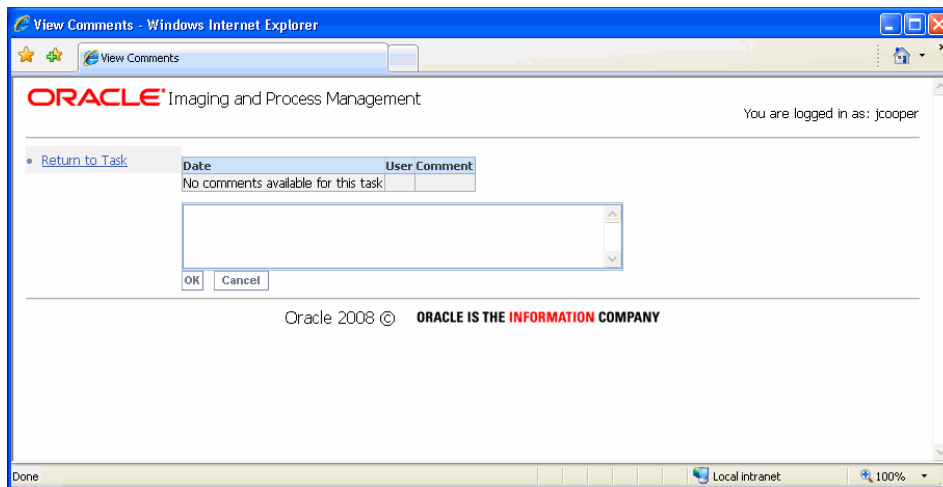 View Comments - Windows Internet Explorer
View Comments
ORACLE® Imaging and Process Management
You are logged in as: jcooper
Return to Task
Date User Comment
No comments available for this task
OK Cancel
Oracle 2008 © ORACLE IS THE INFORMATION COMPANY
Done Local intranet 100%